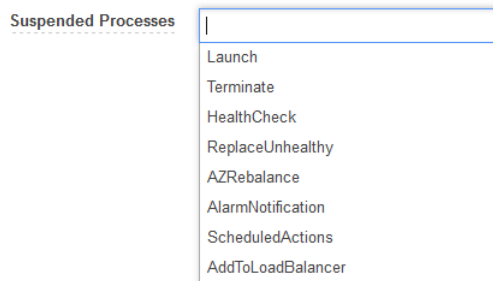 Suspended Processes
Launch
Terminate
HealthCheck
ReplaceUnhealthy
AZRebalance
AlarmNotification
ScheduledActions
AddToLoadBalancer